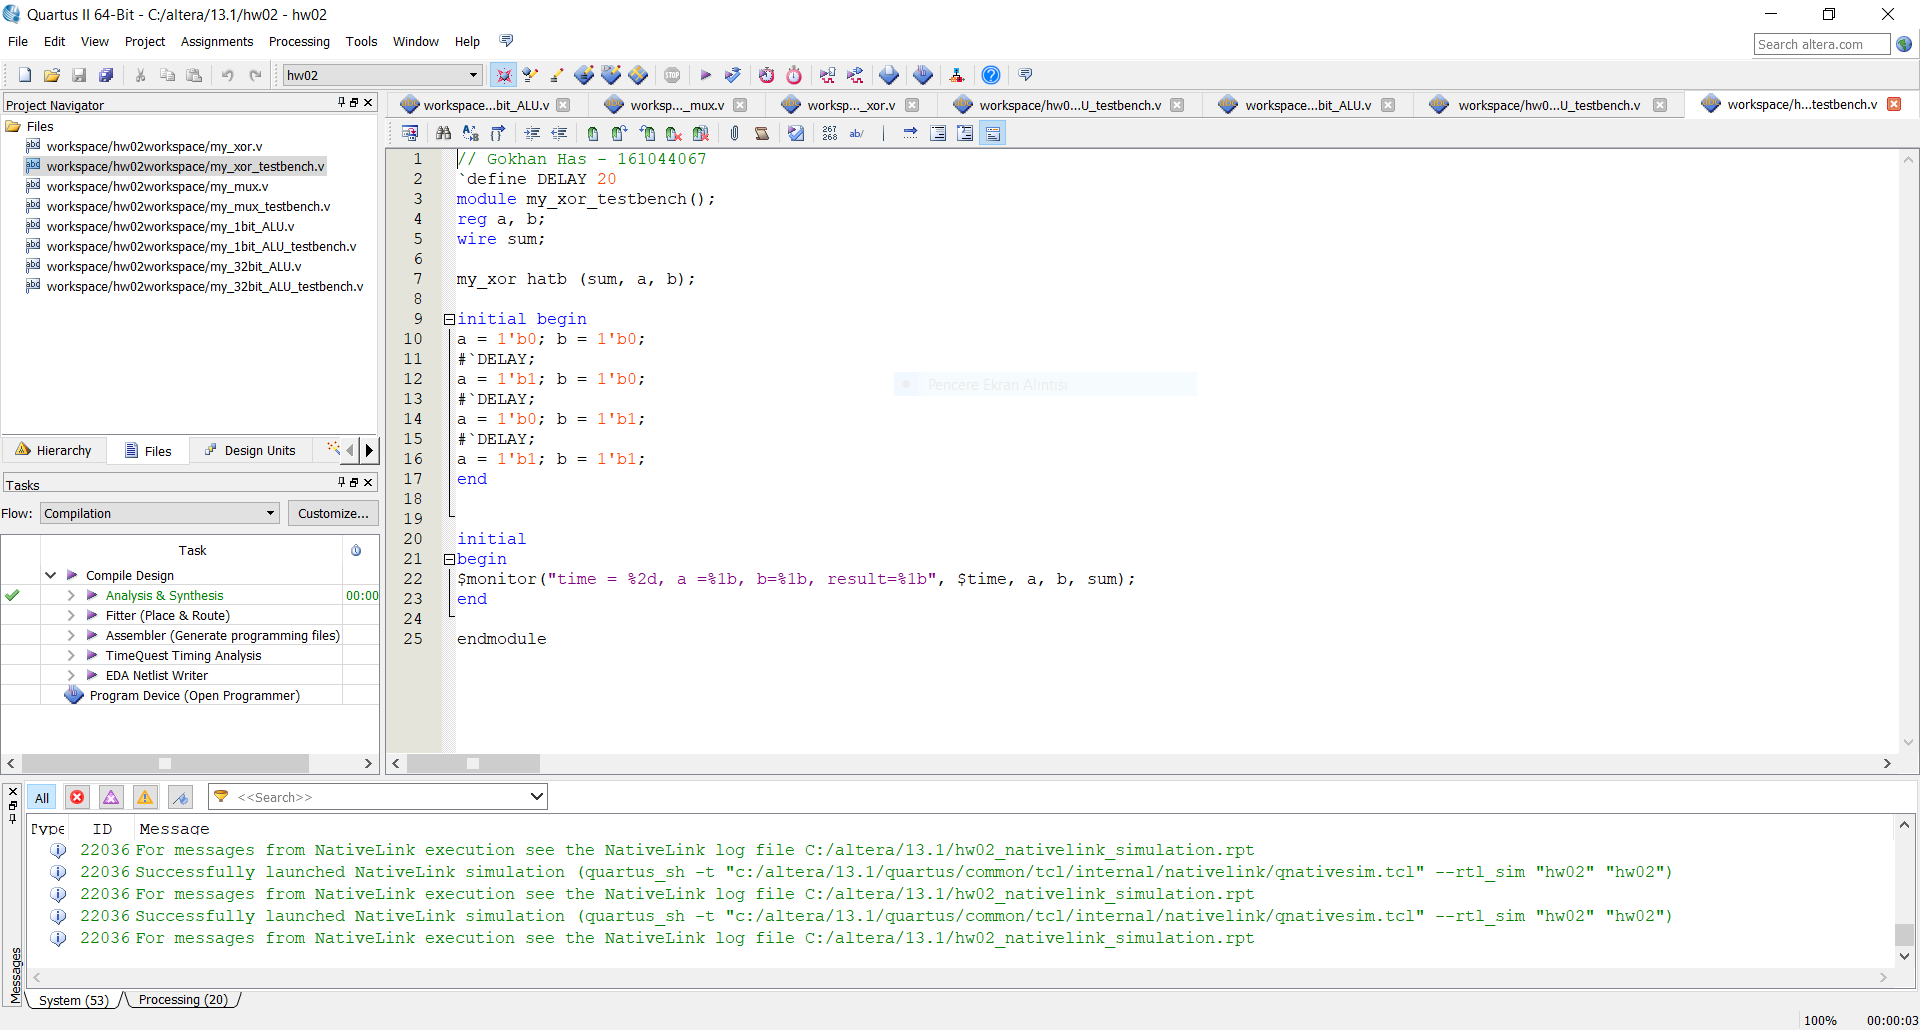 Quartus II 64-Bit - C:/altera/13.1/hw02 - hw02
File Edit View Project Assignments Processing Tools Window Help
Search altera.com
hw02
STOP
Project Navigator
Files
workspace/hw02workspace/my_xor.v
workspace/hw02workspace/my_xor_testbench.v
workspace/hw02workspace/my_mux.v
workspace/hw02workspace/my_mux_testbench.v
workspace/hw02workspace/my_1bit_ALU.v
workspace/hw02workspace/my_1bit_ALU_testbench.v
workspace/hw02workspace/my_32bit_ALU.v
workspace/hw02workspace/my_32bit_ALU_testbench.v
Hierarchy Files Design Units
Tasks
Flow: Compilation Customize...
Task
Compile Design
Analysis & Synthesis 00:00
Fitter (Place & Route)
Assembler (Generate programming files)
TimeQuest Timing Analysis
EDA Netlist Writer
Program Device (Open Programmer)
workspace...bit_ALU.v worksp..._mux.v worksp..._xor.v workspace/hw0...U_testbench.v workspace...bit_ALU.v workspace/hw0...U_testbench.v workspace/h...testbench.v
267
268 ab/
1 // Gokhan Has - 161044067
2 `define DELAY 20
3 module my_xor_testbench();
4 reg a, b;
5 wire sum;
6
7 my_xor hatb (sum, a, b);
8
9 initial begin
10 a = 1'b0; b = 1'b0;
11 #`DELAY;
12 a = 1'b1; b = 1'b0;
13 #`DELAY;
14 a = 1'b0; b = 1'b1;
15 #`DELAY;
16 a = 1'b1; b = 1'b1;
17 end
18
19
20 initial
21 begin
22 $monitor("time = %2d, a =%1b, b=%1b, result=%1b", $time, a, b, sum);
23 end
24
25 endmodule
Pencere Ekran Alıntısı
All <<Search>>
Type ID Message
22036 For messages from NativeLink execution see the NativeLink log file C:/altera/13.1/hw02_nativelink_simulation.rpt
22036 Successfully launched NativeLink simulation (quartus_sh -t "c:/altera/13.1/quartus/common/tcl/internal/nativelink/qnativesim.tcl" --rtl_sim "hw02" "hw02")
22036 For messages from NativeLink execution see the NativeLink log file C:/altera/13.1/hw02_nativelink_simulation.rpt
22036 Successfully launched NativeLink simulation (quartus_sh -t "c:/altera/13.1/quartus/common/tcl/internal/nativelink/qnativesim.tcl" --rtl_sim "hw02" "hw02")
22036 For messages from NativeLink execution see the NativeLink log file C:/altera/13.1/hw02_nativelink_simulation.rpt
Messages
System (53) Processing (20)
100% 00:00:03